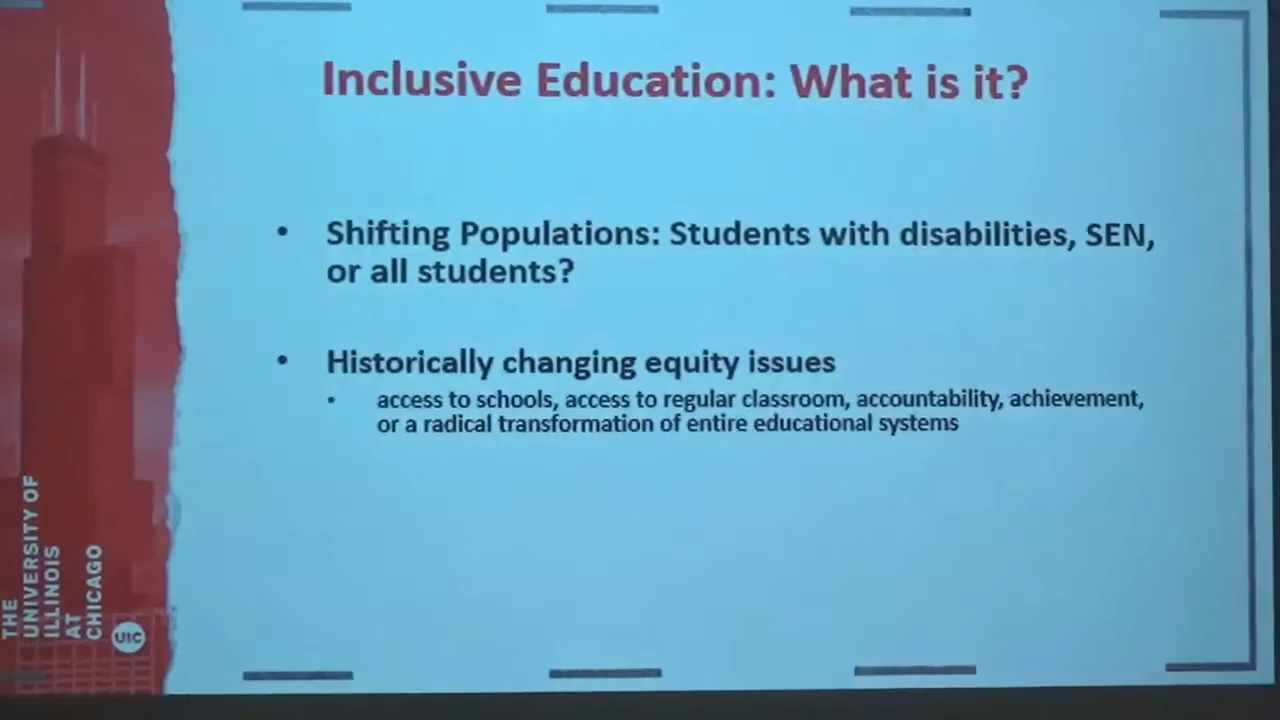 Inclusive Education: What is it?
• Shifting Populations: Students with disabilities, SEN,
or all students?
• Historically changing equity issues
• access to schools, access to regular classroom, accountability, achievement,
or a radical transformation of entire educational systems
THE
UNIVERSITY OF
ILLINOIS
AT
CHICAGO
UIC